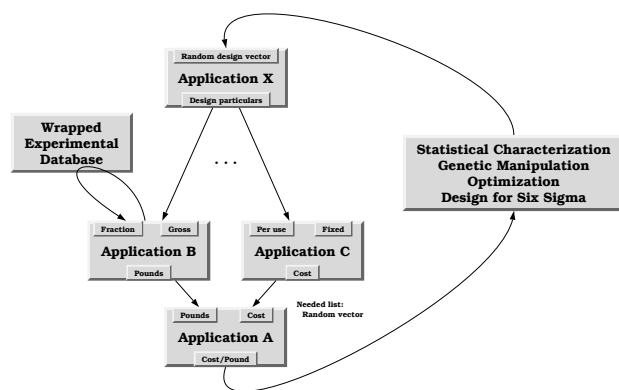 Random design vector
Application X
Design particulars
Wrapped
Experimental
Database
Statistical Characterization
Genetic Manipulation
Optimization
Design for Six Sigma
. . .
Fraction
Gross
Application B
Pounds
Per use
Fixed
Application C
Cost
Needed list:
Random vector
Pounds
Cost
Application A
Cost/Pound